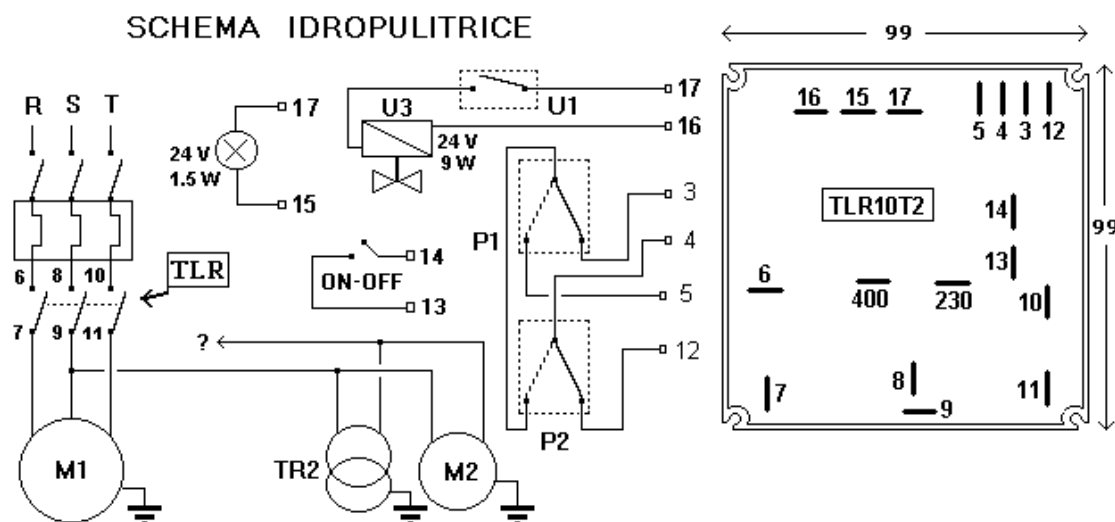 SCHEMA IDROPULITRICE
R S T
6 8 10
7 9 11
TLR
M1
17
24 V
1.5 W
15
U3
U1
24 V
9 W
17
16
14
ON-OFF
13
P1
3
4
5
12
P2
?
TR2
M2
99
99
16 15 17
5 4 3 12
TLR10T2
14
13
6
400
230
10
7
8
9
11